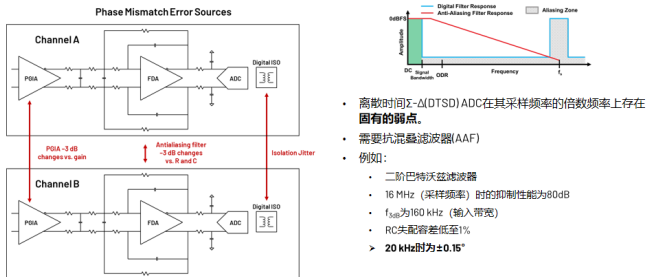 Phase Mismatch Error Sources
Channel A
PGIA
FDA
ADC
Digital ISO
PGIA -3 dB
changes vs. gain
Antialiasing filter
-3 dB changes
vs. R and C
Isolation Jitter
Channel B
PGIA
FDA
ADC
Digital ISO
Digital Filter Response
Anti-Aliasing Filter Response
Aliasing Zone
0dBFS
Amplitude
DC
Signal
Bandwidth
ODR
Frequency
fs
• 离散时间Σ-Δ(DTSD) ADC在其采样频率的倍数频率上存在
固有的弱点。
• 需要抗混叠滤波器(AAF)
• 例如：
• 二阶巴特沃兹滤波器
• 16 MHz（采样频率）时的抑制性能为80dB
• f3dB为160 kHz（输入带宽）
• RC失配容差低至1%
➤ 20 kHz时为±0.15°